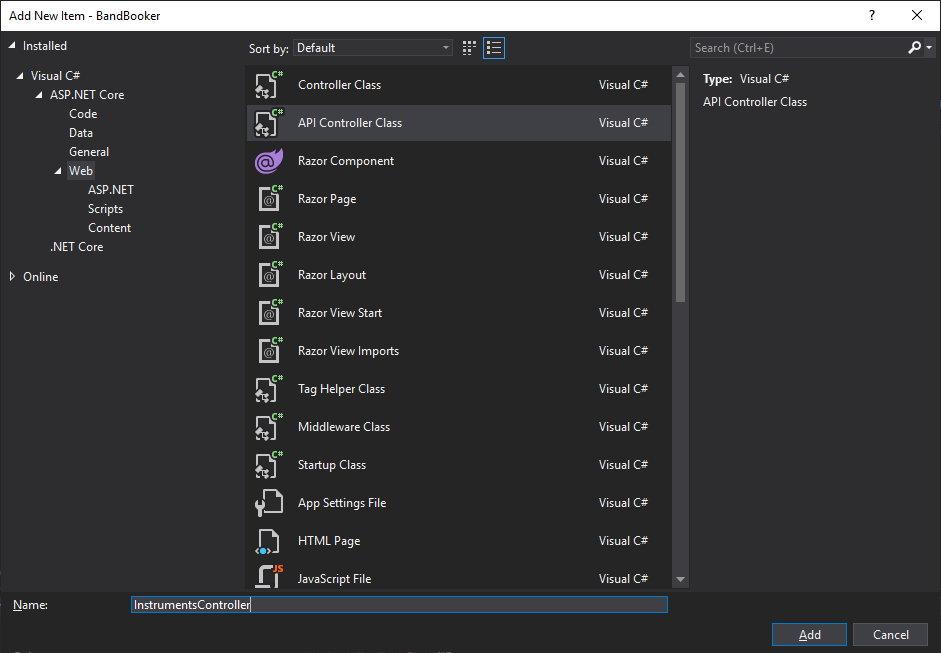 Add New Item - BandBooker
?
Installed
Visual C#
ASP.NET Core
Code
Data
General
Web
ASP.NET
Scripts
Content
.NET Core
Online
Sort by: Default
C# Controller Class Visual C#
C# API Controller Class Visual C#
@ Razor Component Visual C#
C# @ Razor Page Visual C#
C# @ Razor View Visual C#
C# @ Razor Layout Visual C#
C# @ Razor View Start Visual C#
C# @ Razor View Imports Visual C#
C# Tag Helper Class Visual C#
C# Middleware Class Visual C#
C# Startup Class Visual C#
App Settings File Visual C#
HTML Page Visual C#
JS JavaScript File Visual C#
Search (Ctrl+E)
Type: Visual C#
API Controller Class
Name: InstrumentsController
Add Cancel